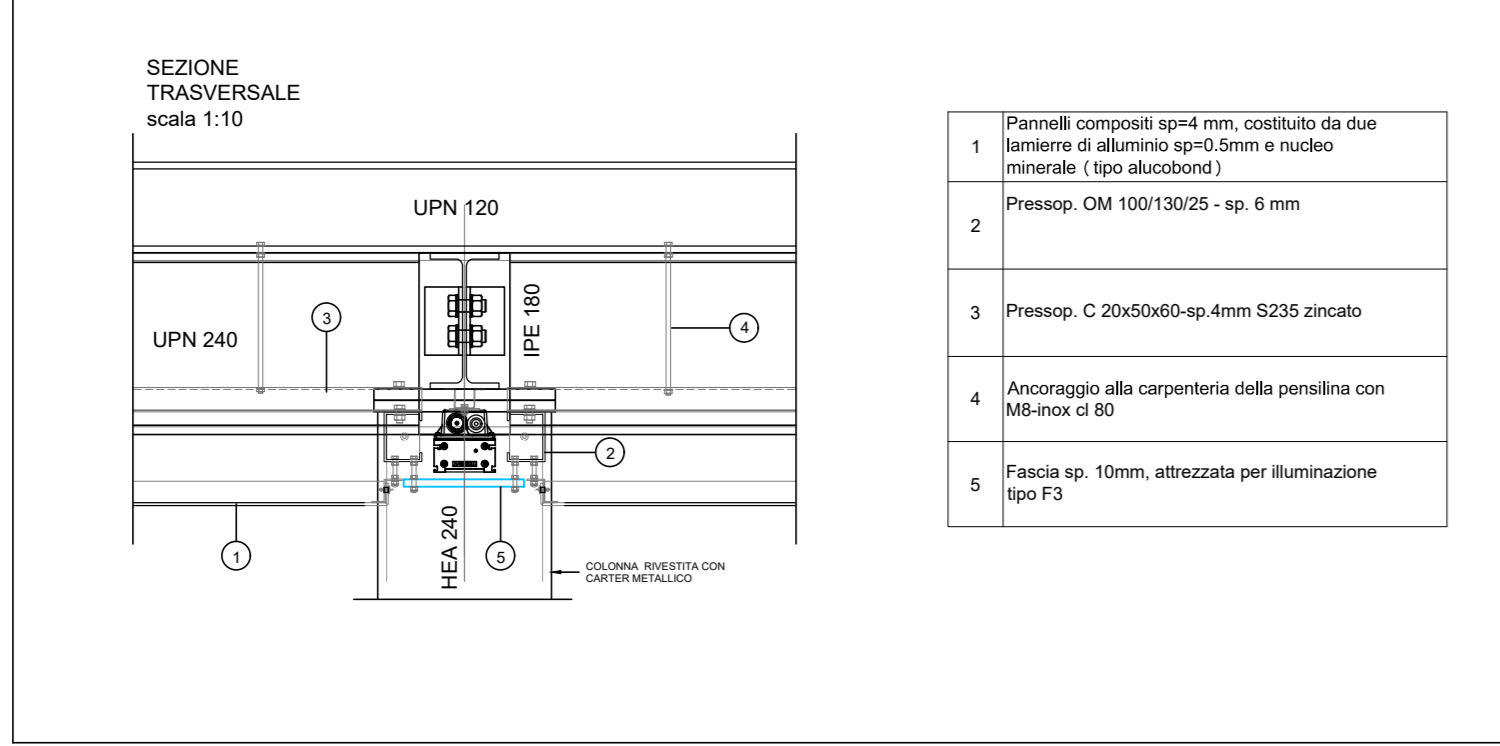 SEZIONE
TRASVERSALE
scala 1:10
UPN 120
UPN 240
IPE 180
HEA 240
3
4
2
1
5
COLONNA RIVESTITA CON
CARTER METALLICO
1
Pannelli compositi sp=4 mm, costituito da due
lamierre di alluminio sp=0.5mm e nucleo
minerale ( tipo alucobond )
2
Pressop. OM 100/130/25 - sp. 6 mm
3
Pressop. C 20x50x60-sp.4mm S235 zincato
4
Ancoraggio alla carpenteria della pensilina con
M8-inox cl 80
5
Fascia sp. 10mm, attrezzata per illuminazione
tipo F3